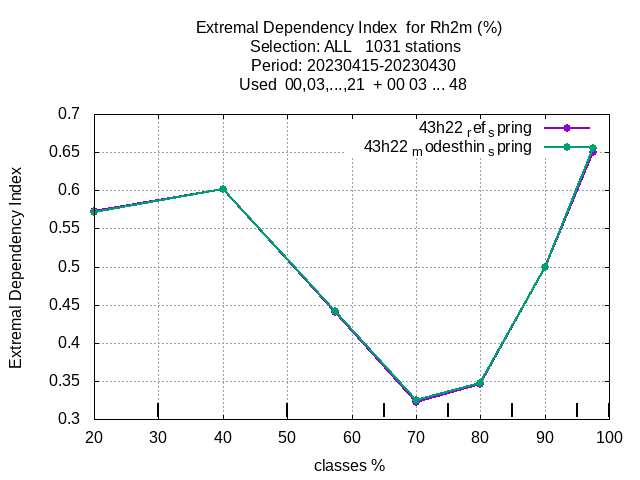 Extremal Dependency Index  for Rh2m (%)
Selection: ALL   1031 stations
Period: 20230415-20230430
Used  00,03,...,21  + 00 03 ... 48
43h22 ref spring
43h22 modesthin spring
0.7
0.65
0.6
0.55
0.5
0.45
0.4
0.35
0.3
Extremal Dependency Index
20 30 40 50 60 70 80 90 100
classes %